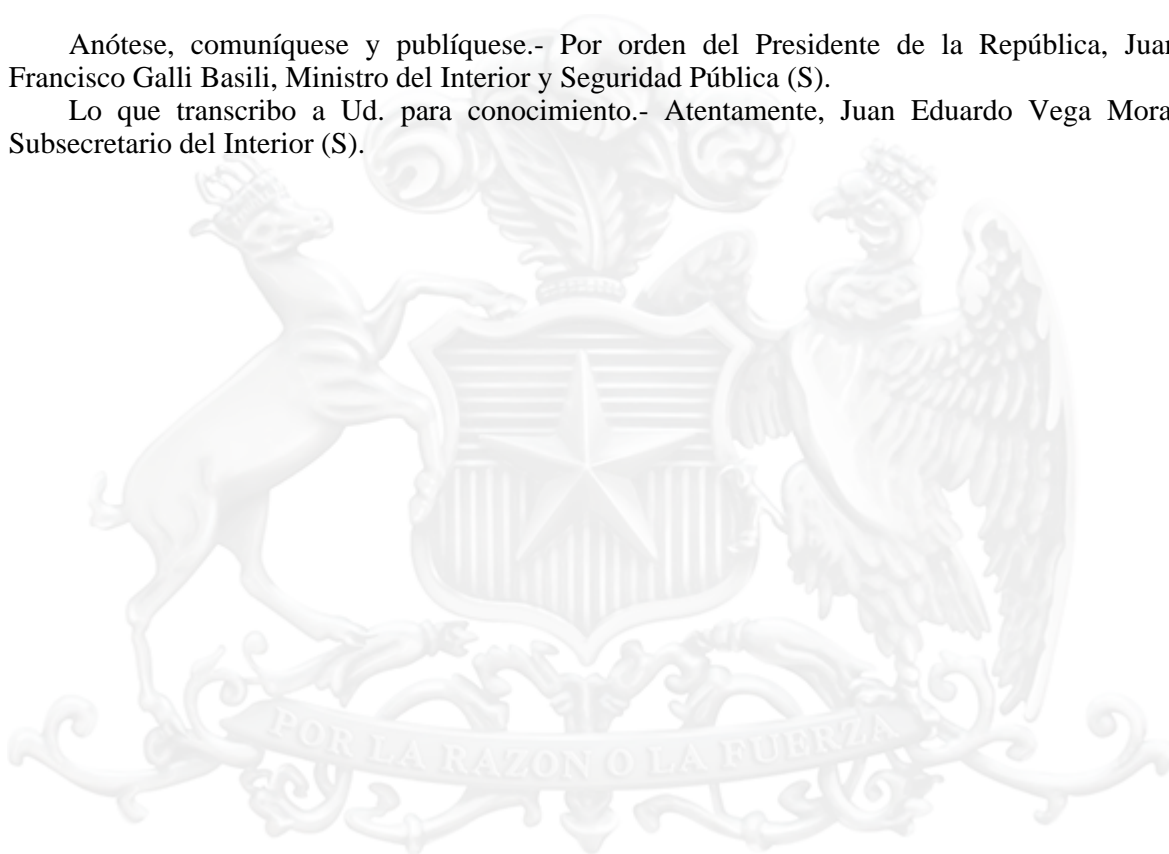 Anótese, comuníquese y publíquese.- Por orden del Presidente de la República, Juan
Francisco Galli Basili, Ministro del Interior y Seguridad Pública (S).
Lo que transcribo a Ud. para conocimiento.- Atentamente, Juan Eduardo Vega Mora
Subsecretario del Interior (S).
POR LA RAZON O LA FUERZA